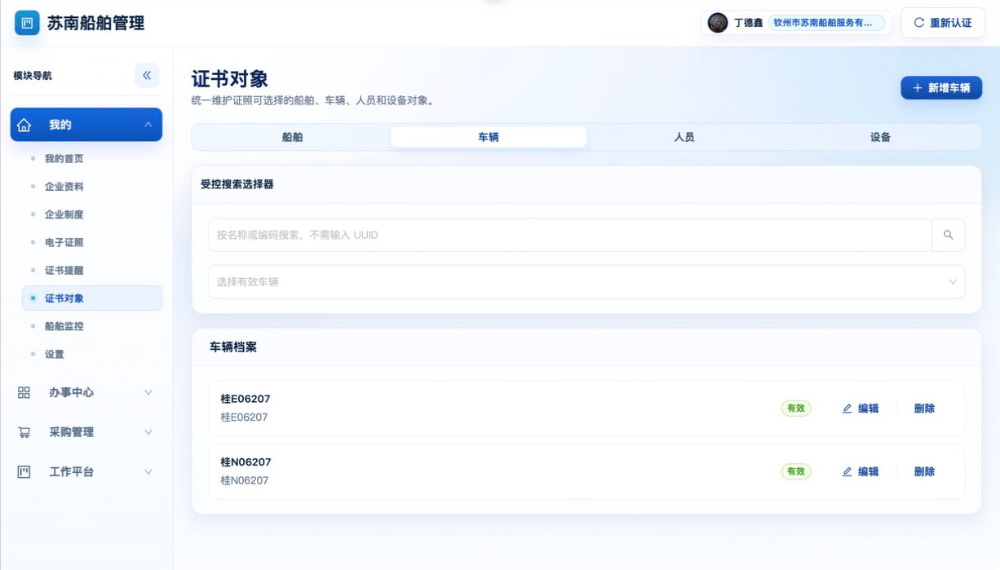 苏南船舶管理
丁德鑫 钦州市苏南船舶服务有...
重新认证
模块导航
我的
我的首页
企业资料
企业制度
电子证照
证书提醒
证书对象
船舶监控
设置
办事中心
采购管理
工作平台
证书对象
统一维护证照可选择的船舶、车辆、人员和设备对象。
+ 新增车辆
船舶 车辆 人员 设备
受控搜索选择器
按名称或编码搜索，不需输入 UUID
选择有效车辆
车辆档案
桂E06207
桂E06207
有效 编辑 删除
桂N06207
桂N06207
有效 编辑 删除